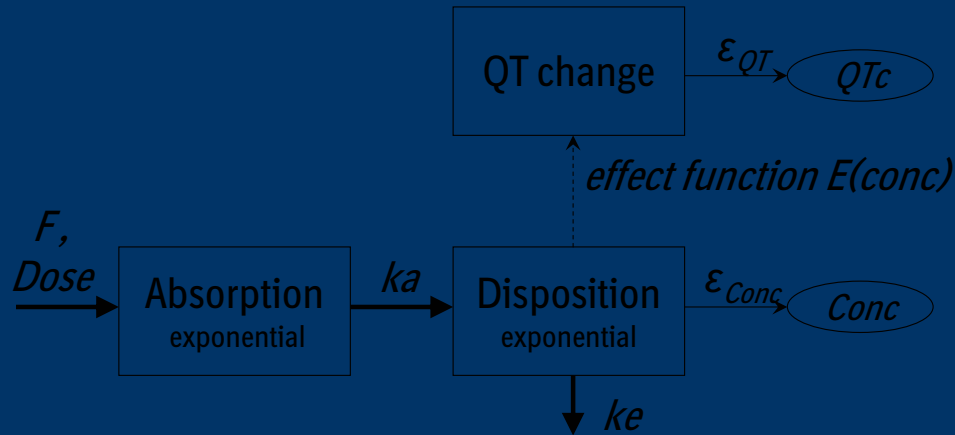 QT change
εQT
QTc
effect function E(conc)
F,
Dose
Absorption
exponential
ka
Disposition
exponential
εConc
Conc
ke